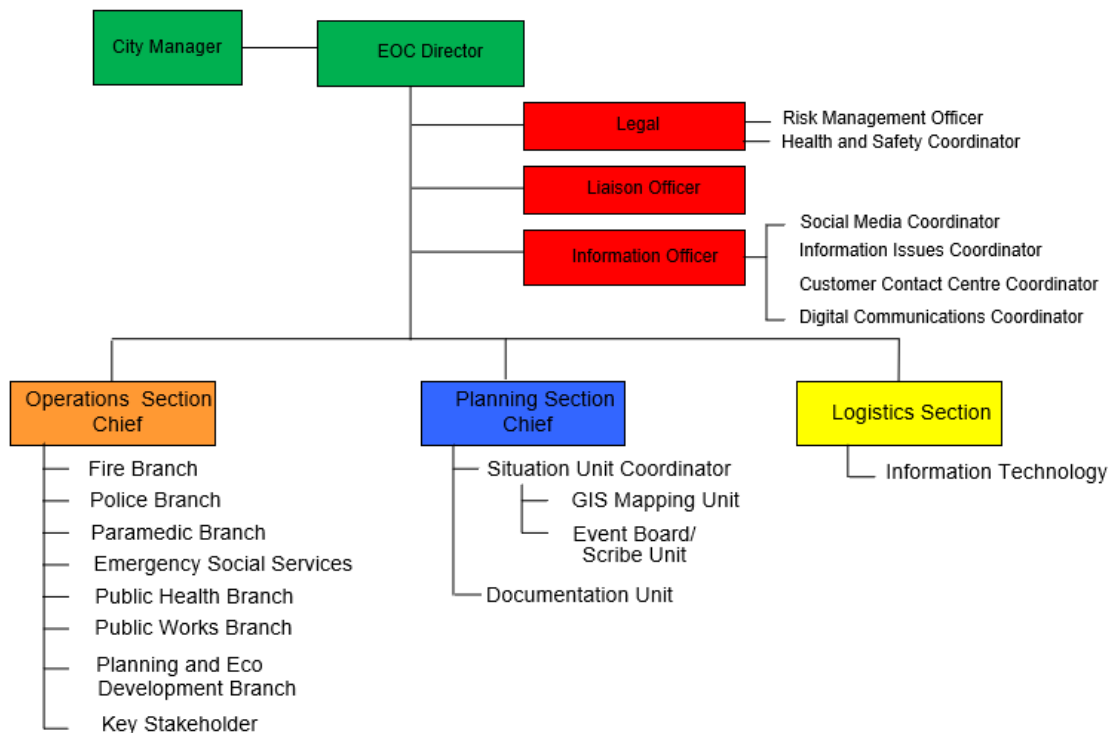 City Manager
EOC Director
Legal
Risk Management Officer
Health and Safety Coordinator
Liaison Officer
Information Officer
Social Media Coordinator
Information Issues Coordinator
Customer Contact Centre Coordinator
Digital Communications Coordinator
Operations Section
Chief
Fire Branch
Police Branch
Paramedic Branch
Emergency Social Services
Public Health Branch
Public Works Branch
Planning and Eco
Development Branch
Key Stakeholder
Planning Section
Chief
Situation Unit Coordinator
GIS Mapping Unit
Event Board/
Scribe Unit
Documentation Unit
Logistics Section
Information Technology